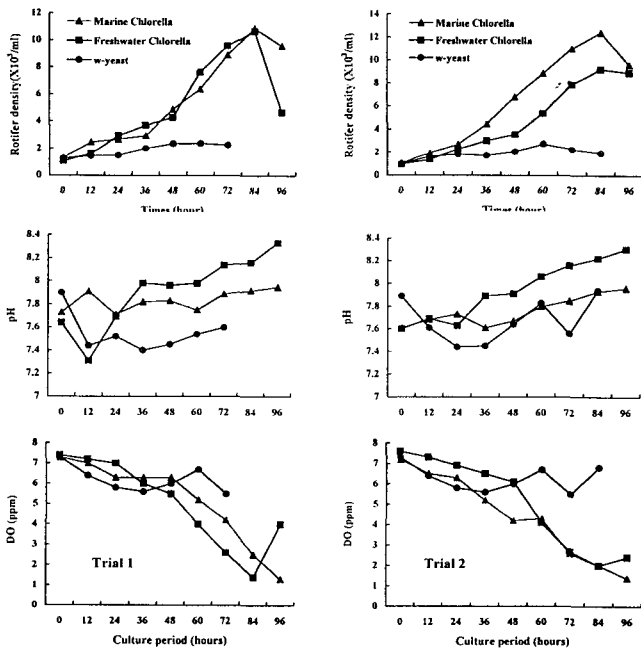 Marine Chlorella
Freshwater Chlorella
w-yeast
Rotifer density(X10³/ml)
12
10
8
6
4
2
0
0 12 24 36 48 60 72 84 96
Times (hour)
Marine Chlorella
Freshwater Chlorella
w-yeast
Rotifer density (X10³/ml)
14
12
10
8
6
4
2
0
0 12 24 36 48 60 72 84 96
Times (hour)
pH
8.4
8.2
8
7.8
7.6
7.4
7.2
7
0 12 24 36 48 60 72 84 96
pH
8.4
8.2
8
7.8
7.6
7.4
7.2
7
0 12 24 36 48 60 72 84 96
DO (ppm)
8
7
6
5
4
3
2
1
0
Trial 1
0 12 24 36 48 60 72 84 96
Culture period (hours)
DO (ppm)
8
7
6
5
4
3
2
1
0
Trial 2
0 12 24 36 48 60 72 84 96
Culture period (hours)